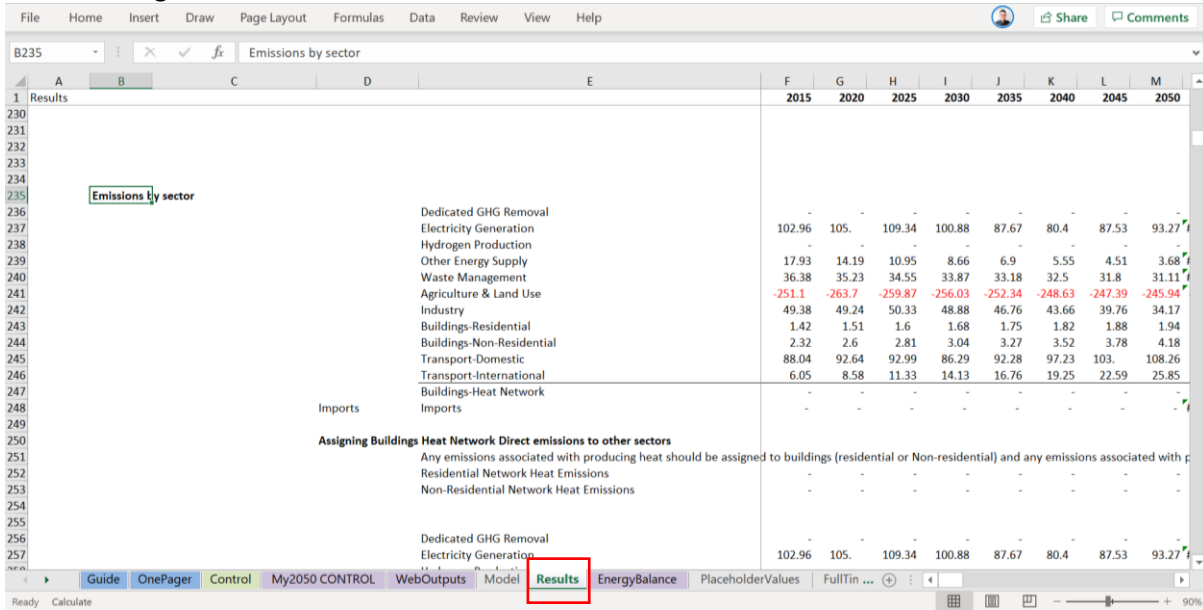 File Home Insert Draw Page Layout Formulas Data Review View Help Share Comments
B235 fx Emissions by sector
A B C D E F G H I J K L M
1 Results 2015 2020 2025 2030 2035 2040 2045 2050
230
231
232
233
234
235 Emissions by sector
236 Dedicated GHG Removal - - - - - - - -
237 Electricity Generation 102.96 105. 109.34 100.88 87.67 80.4 87.53 93.27
238 Hydrogen Production - - - - - - - -
239 Other Energy Supply 17.93 14.19 10.95 8.66 6.9 5.55 4.51 3.68
240 Waste Management 36.38 35.23 34.55 33.87 33.18 32.5 31.8 31.11
241 Agriculture & Land Use -251.1 -263.7 -259.87 -256.03 -252.34 -248.63 -247.39 -245.94
242 Industry 49.38 49.24 50.33 48.88 46.76 43.66 39.76 34.17
243 Buildings-Residential 1.42 1.51 1.6 1.68 1.75 1.82 1.88 1.94
244 Buildings-Non-Residential 2.32 2.6 2.81 3.04 3.27 3.52 3.78 4.18
245 Transport-Domestic 88.04 92.64 92.99 86.29 92.28 97.23 103. 108.26
246 Transport-International 6.05 8.58 11.33 14.13 16.76 19.25 22.59 25.85
247 Buildings-Heat Network - - - - - - - -
248 Imports Imports - - - - - - - -
249
250 Assigning Buildings Heat Network Direct emissions to other sectors
251 Any emissions associated with producing heat should be assigned to buildings (residential or Non-residential) and any emissions associated with
252 Residential Network Heat Emissions - - - - - - - -
253 Non-Residential Network Heat Emissions - - - - - - - -
254
255
256 Dedicated GHG Removal - - - - - - - -
257 Electricity Generation 102.96 105. 109.34 100.88 87.67 80.4 87.53 93.27
Guide OnePager Control My2050 CONTROL WebOutputs Model Results EnergyBalance PlaceholderValues FullTin ...
Ready Calculate 90%